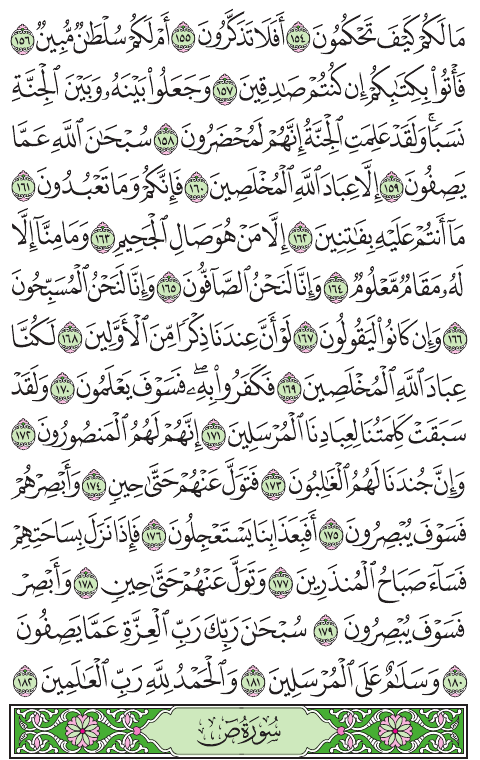 مَا لَكُمْ كَيْفَ تَحْكُمُونَ ١٥٤ أَفَلَا تَذَكَّرُونَ ١٥٥ أَمْ لَكُمْ سُلْطَٰنٌ مُّبِينٌ ١٥٦
فَأْتُوا۟ بِكِتَٰبِكُمْ إِن كُنتُمْ صَٰدِقِينَ ١٥٧ وَجَعَلُوا۟ بَيْنَهُۥ وَبَيْنَ ٱلْجِنَّةِ
نَسَبًاۚ وَلَقَدْ عَلِمَتِ ٱلْجِنَّةُ إِنَّهُمْ لَمُحْضَرُونَ ١٥٨ سُبْحَٰنَ ٱللَّهِ عَمَّا
يَصِفُونَ ١٥٩ إِلَّا عِبَادَ ٱللَّهِ ٱلْمُخْلَصِينَ ١٦٠ فَإِنَّكُمْ وَمَا تَعْبُدُونَ ١٦١
مَآ أَنتُمْ عَلَيْهِ بِفَٰتِنِينَ ١٦٢ إِلَّا مَنْ هُوَ صَالِ ٱلْجَحِيمِ ١٦٣ وَمَا مِنَّآ إِلَّا
لَهُۥ مَقَامٌ مَّعْلُومٌ ١٦٤ وَإِنَّا لَنَحْنُ ٱلصَّآفُّونَ ١٦٥ وَإِنَّا لَنَحْنُ ٱلْمُسَبِّحُونَ
١٦٦ وَإِن كَانُوا۟ لَيَقُولُونَ ١٦٧ لَوْ أَنَّ عِندَنَا ذِكْرًا مِّنَ ٱلْأَوَّلِينَ ١٦٨ لَكُنَّا
عِبَادَ ٱللَّهِ ٱلْمُخْلَصِينَ ١٦٩ فَكَفَرُوا۟ بِهِۦۖ فَسَوْفَ يَعْلَمُونَ ١٧٠ وَلَقَدْ
سَبَقَتْ كَلِمَتُنَا لِعِبَادِنَا ٱلْمُرْسَلِينَ ١٧١ إِنَّهُمْ لَهُمُ ٱلْمَنصُورُونَ ١٧٢
وَإِنَّ جُندَنَا لَهُمُ ٱلْغَٰلِبُونَ ١٧٣ فَتَوَلَّ عَنْهُمْ حَتَّىٰ حِينٍ ١٧٤ وَأَبْصِرْهُمْ
فَسَوْفَ يُبْصِرُونَ ١٧٥ أَفَبِعَذَابِنَا يَسْتَعْجِلُونَ ١٧٦ فَإِذَا نَزَلَ بِسَاحَتِهِمْ
فَسَآءَ صَبَاحُ ٱلْمُنذَرِينَ ١٧٧ وَتَوَلَّ عَنْهُمْ حَتَّىٰ حِينٍ ١٧٨ وَأَبْصِرْ
فَسَوْفَ يُبْصِرُونَ ١٧٩ سُبْحَٰنَ رَبِّكَ رَبِّ ٱلْعِزَّةِ عَمَّا يَصِفُونَ
١٨٠ وَسَلَٰمٌ عَلَى ٱلْمُرْسَلِينَ ١٨١ وَٱلْحَمْدُ لِلَّهِ رَبِّ ٱلْعَٰلَمِينَ ١٨٢
سُورَةُ صٓ